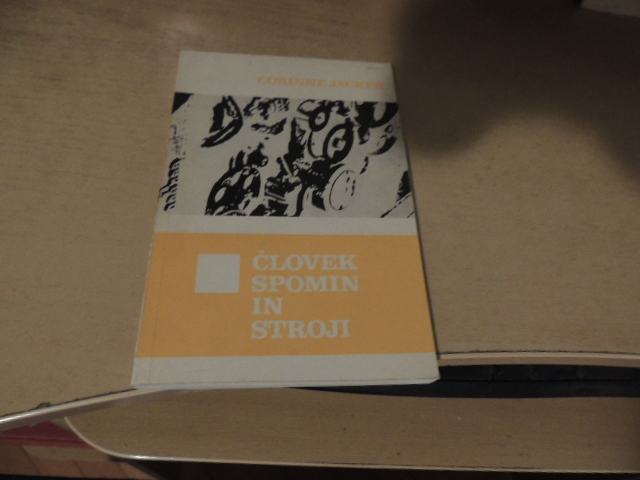 CORINNE JACKER
ČLOVEK
SPOMIN
IN
STROJI